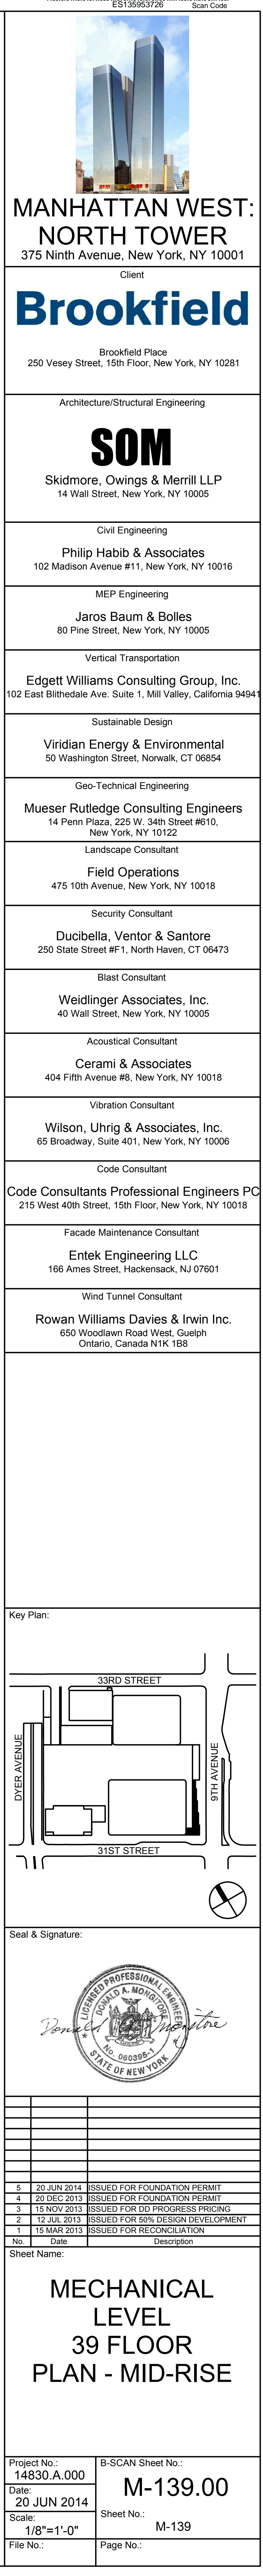 ES135953726
Scan Code
MANHATTAN WEST:
NORTH TOWER
375 Ninth Avenue, New York, NY 10001
Client
Brookfield
Brookfield Place
250 Vesey Street, 15th Floor, New York, NY 10281
Architecture/Structural Engineering
SOM
Skidmore, Owings & Merrill LLP
14 Wall Street, New York, NY 10005
Civil Engineering
Philip Habib & Associates
102 Madison Avenue #11, New York, NY 10016
MEP Engineering
Jaros Baum & Bolles
80 Pine Street, New York, NY 10005
Vertical Transportation
Edgett Williams Consulting Group, Inc.
102 East Blithedale Ave. Suite 1, Mill Valley, California 94941
Sustainable Design
Viridian Energy & Environmental
50 Washington Street, Norwalk, CT 06854
Geo-Technical Engineering
Mueser Rutledge Consulting Engineers
14 Penn Plaza, 225 W. 34th Street #610,
New York, NY 10122
Landscape Consultant
Field Operations
475 10th Avenue, New York, NY 10018
Security Consultant
Ducibella, Ventor & Santore
250 State Street #F1, North Haven, CT 06473
Blast Consultant
Weidlinger Associates, Inc.
40 Wall Street, New York, NY 10005
Acoustical Consultant
Cerami & Associates
404 Fifth Avenue #8, New York, NY 10018
Vibration Consultant
Wilson, Uhrig & Associates, Inc.
65 Broadway, Suite 401, New York, NY 10006
Code Consultant
Code Consultants Professional Engineers PC
215 West 40th Street, 15th Floor, New York, NY 10018
Facade Maintenance Consultant
Entek Engineering LLC
166 Ames Street, Hackensack, NJ 07601
Wind Tunnel Consultant
Rowan Williams Davies & Irwin Inc.
650 Woodlawn Road West, Guelph
Ontario, Canada N1K 1B8
Key Plan:
33RD STREET
DYER AVENUE
9TH AVENUE
31ST STREET
Seal & Signature:
LICENSED PROFESSIONAL ENGINEER
DONALD A. MONGITORE
Donald A. Mongitore
No. 060395-1
STATE OF NEW YORK
5 20 JUN 2014 ISSUED FOR FOUNDATION PERMIT
4 20 DEC 2013 ISSUED FOR FOUNDATION PERMIT
3 15 NOV 2013 ISSUED FOR DD PROGRESS PRICING
2 12 JUL 2013 ISSUED FOR 50% DESIGN DEVELOPMENT
1 15 MAR 2013 ISSUED FOR RECONCILIATION
No. Date Description
Sheet Name:
MECHANICAL
LEVEL
39 FLOOR
PLAN - MID-RISE
Project No.:
14830.A.000
Date:
20 JUN 2014
Scale:
1/8"=1'-0"
File No.:
B-SCAN Sheet No.:
M-139.00
Sheet No.:
M-139
Page No.: